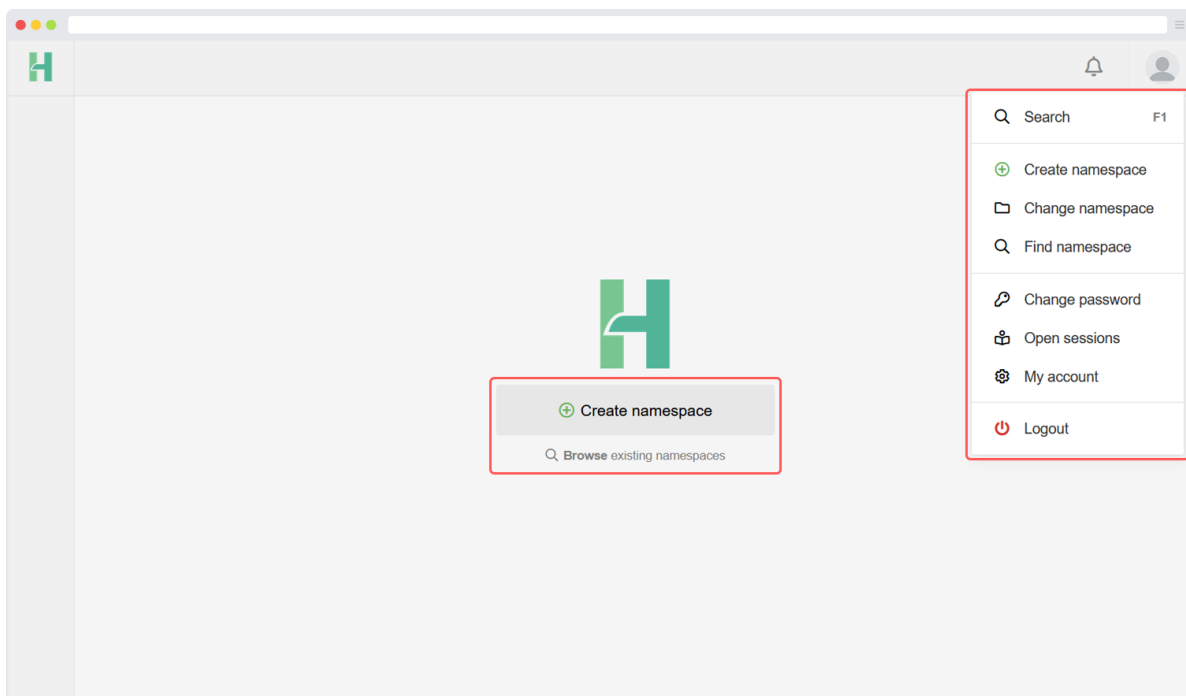 Search F1
Create namespace
Change namespace
Find namespace
Change password
Open sessions
My account
Logout
Create namespace
Browse existing namespaces